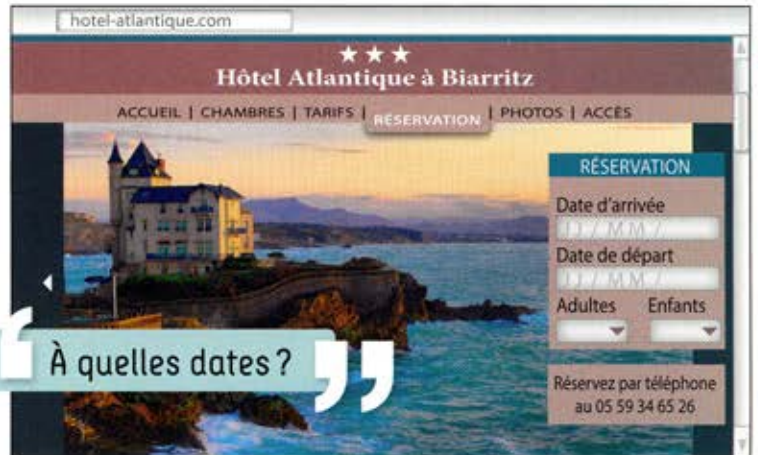 hotel-atlantique.com
★★★
Hôtel Atlantique à Biarritz
ACCUEIL | CHAMBRES | TARIFS | RÉSERVATION | PHOTOS | ACCÈS
RÉSERVATION
Date d'arrivée
JJ / MM /
Date de départ
JJ / MM /
Adultes Enfants
“ À quelles dates ? ”
Réservez par téléphone
au 05 59 34 65 26